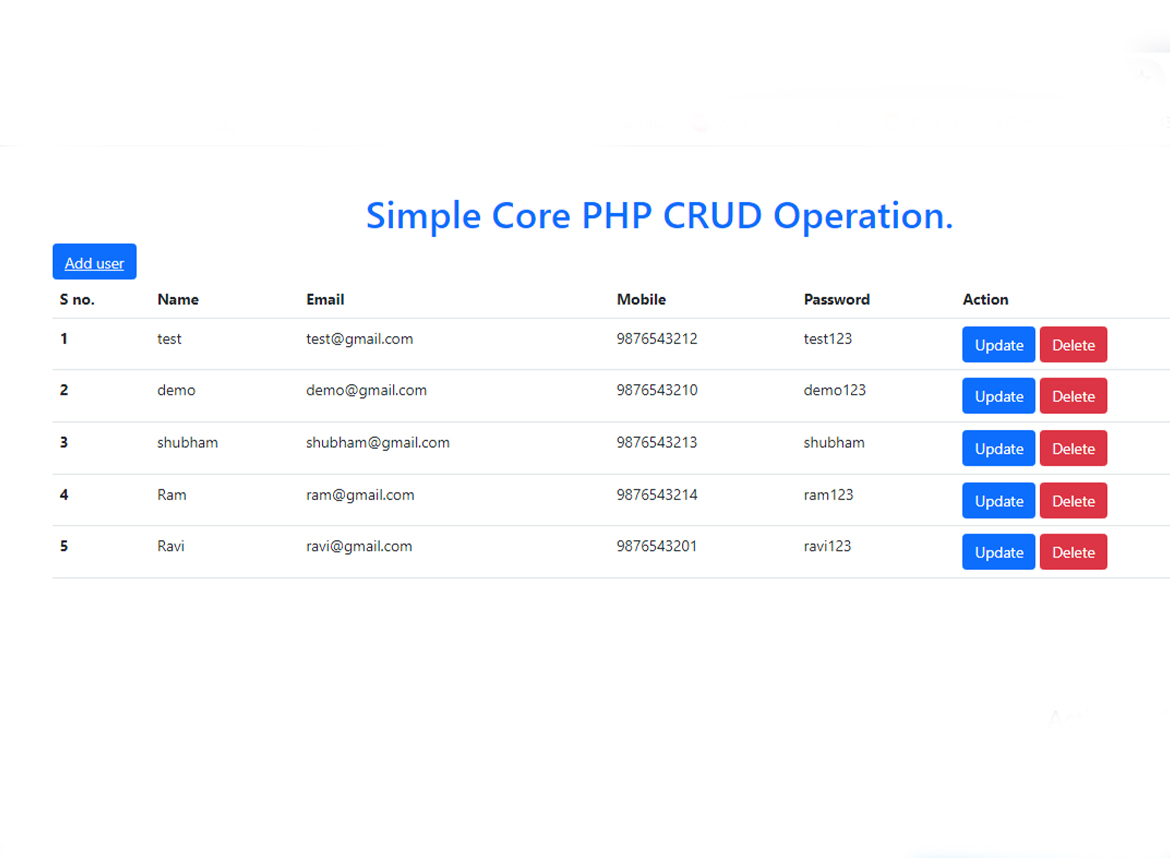 Simple Core PHP CRUD Operation.
Add user
S no. Name Email Mobile Password Action
1 test test@gmail.com 9876543212 test123 Update Delete
2 demo demo@gmail.com 9876543210 demo123 Update Delete
3 shubham shubham@gmail.com 9876543213 shubham Update Delete
4 Ram ram@gmail.com 9876543214 ram123 Update Delete
5 Ravi ravi@gmail.com 9876543201 ravi123 Update Delete